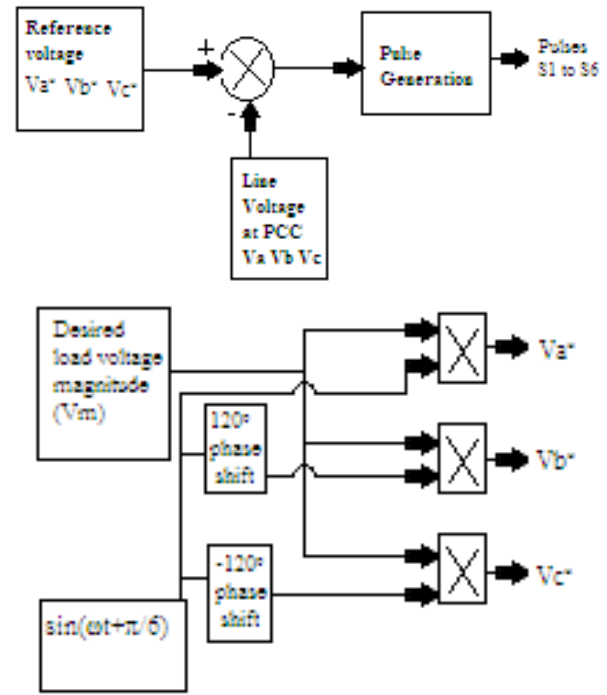 Reference
voltage
Va* Vb* Vc*
+
-
Pulse
Generation
Pulses
S1 to S6
Line
Voltage
at PCC
Va Vb Vc
Desired
load voltage
magnitude
(Vm)
120°
phase
shift
-120°
phase
shift
sin(ωt+π/6)
Va*
Vb*
Vc*